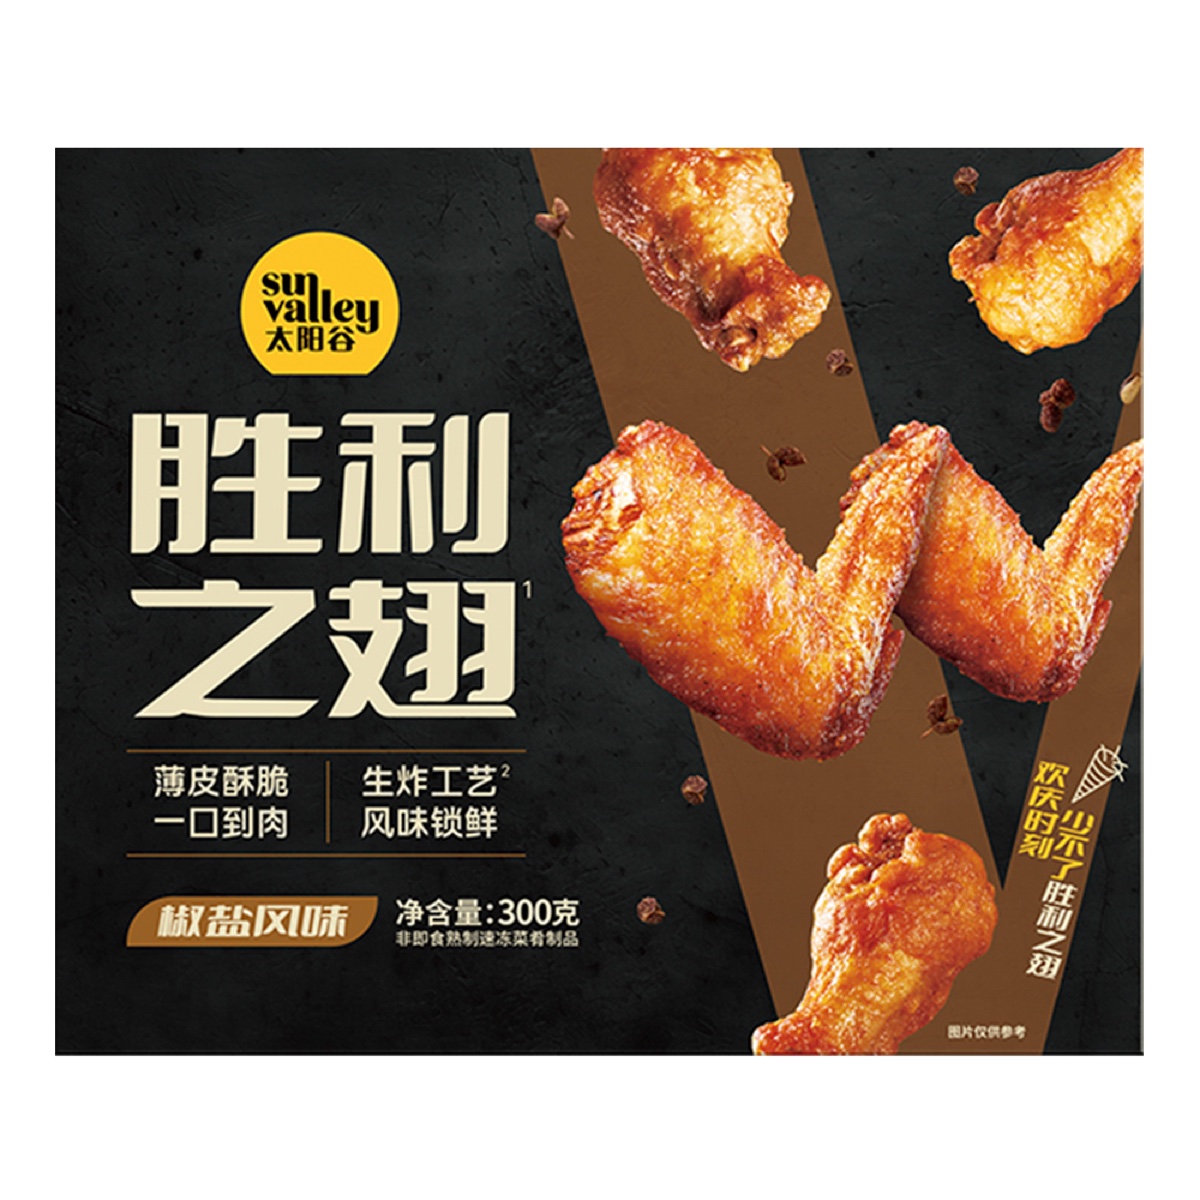 sun
valley
太阳谷
胜利
之翅1
薄皮酥脆
一口到肉
生炸工艺2
风味锁鲜
椒盐风味
净含量:300克
非即食熟制速冻菜肴制品
欢庆时刻
少不了胜利之翅
图片仅供参考